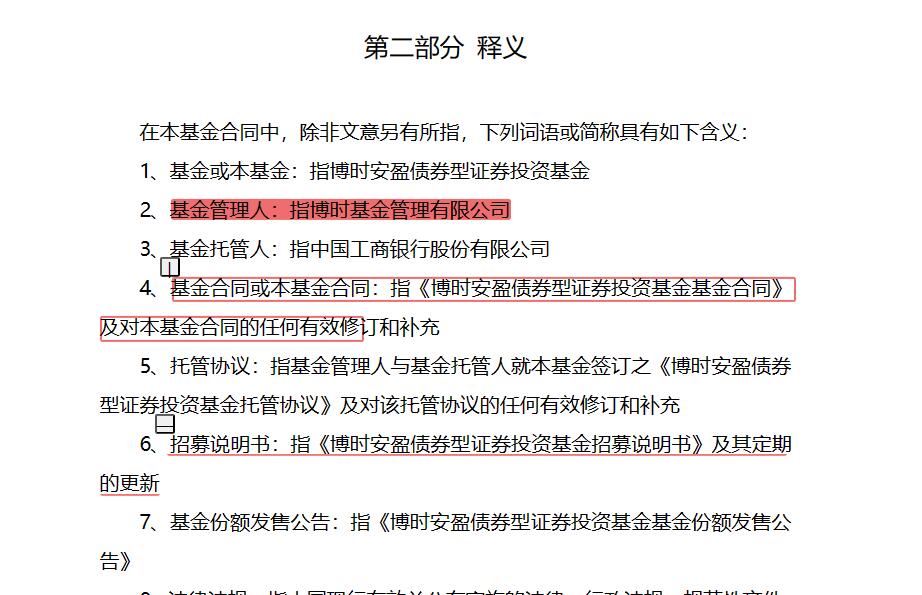 第二部分 释义
在本基金合同中，除非文意另有所指，下列词语或简称具有如下含义：
1、基金或本基金：指博时安盈债券型证券投资基金
2、基金管理人：指博时基金管理有限公司
3、基金托管人：指中国工商银行股份有限公司
4、基金合同或本基金合同：指《博时安盈债券型证券投资基金基金合同》
及对本基金合同的任何有效修订和补充
5、托管协议：指基金管理人与基金托管人就本基金签订之《博时安盈债券
型证券投资基金托管协议》及对该托管协议的任何有效修订和补充
6、招募说明书：指《博时安盈债券型证券投资基金招募说明书》及其定期
的更新
7、基金份额发售公告：指《博时安盈债券型证券投资基金基金份额发售公
告》